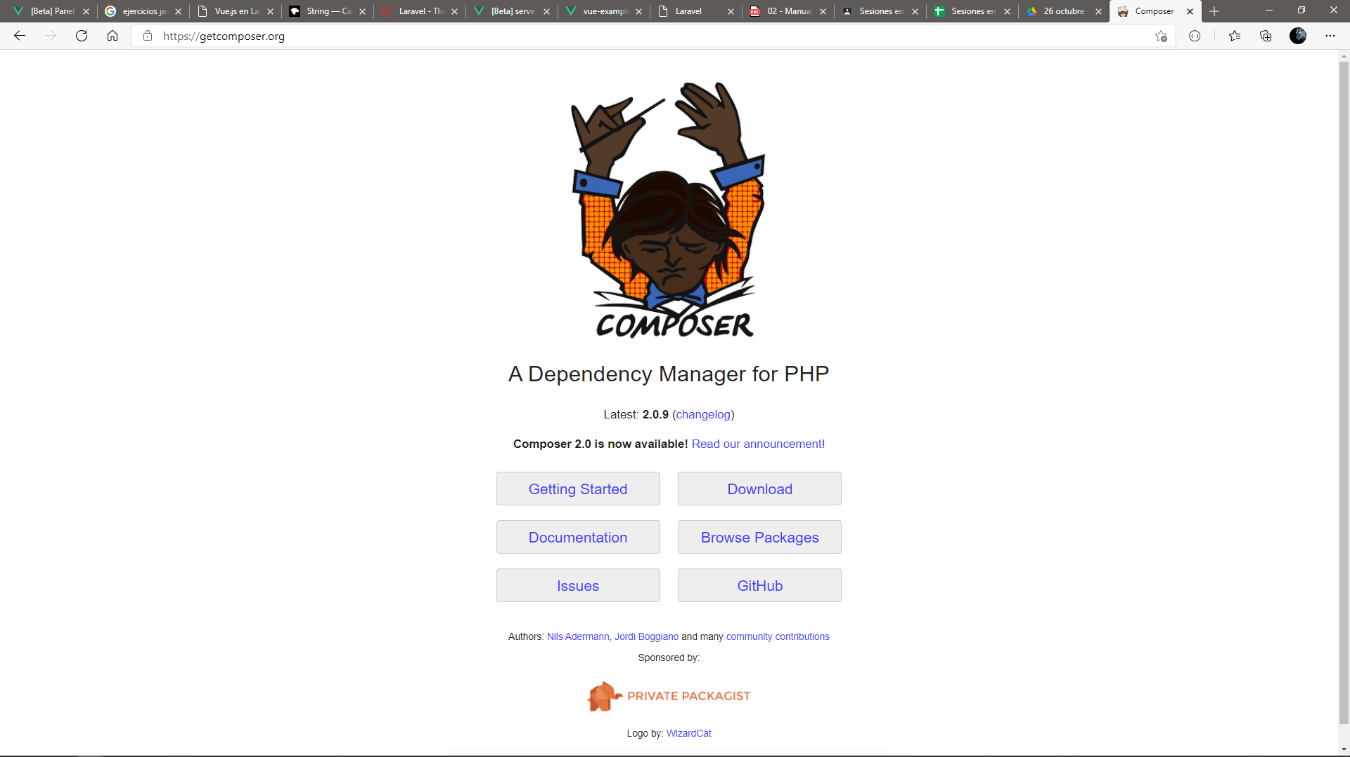 [Beta] Panel
ejercicios ja
Vue.js en La
String — Ca
Laravel - The
[Beta] serve
vue-example
Laravel
02 - Manual
Sesiones en
Sesiones en
26 octubre
Composer
https://getcomposer.org
COMPOSER
A Dependency Manager for PHP
Latest: 2.0.9 (changelog)
Composer 2.0 is now available! Read our announcement!
Getting Started
Download
Documentation
Browse Packages
Issues
GitHub
Authors: Nils Adermann, Jordi Boggiano and many community contributions
Sponsored by:
PRIVATE PACKAGIST
Logo by: WizardCat